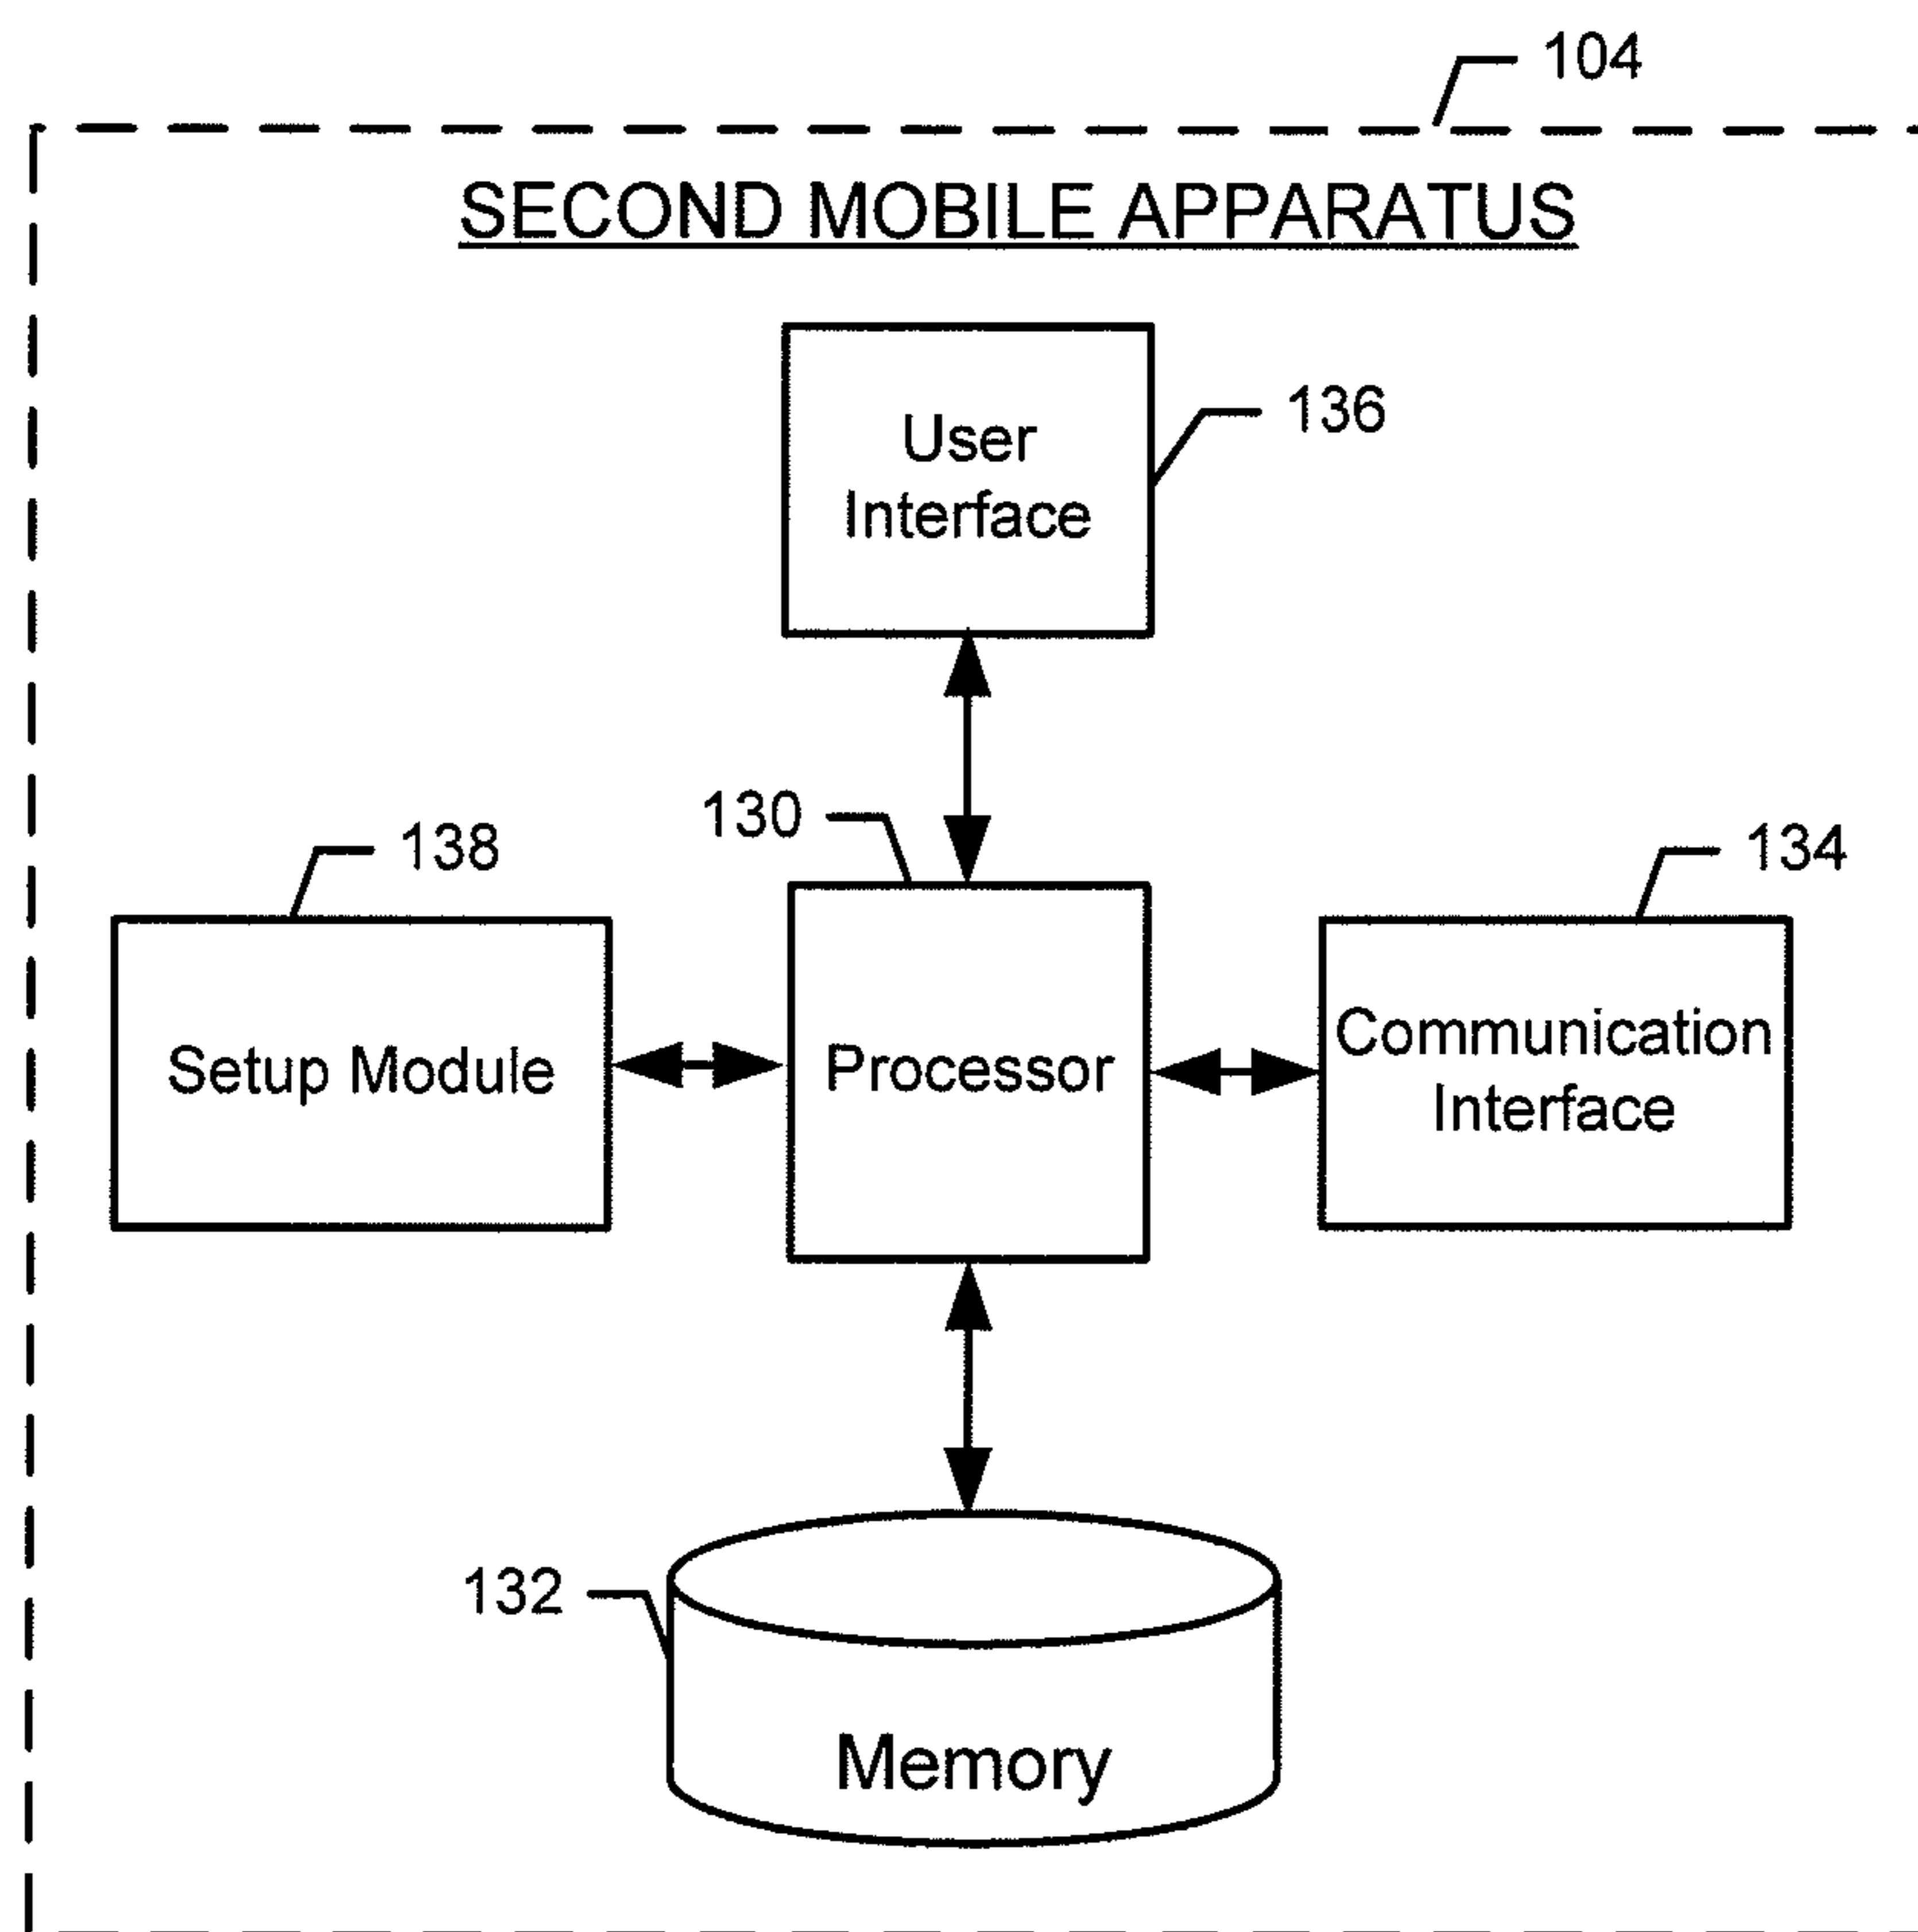 104
SECOND MOBILE APPARATUS
User
Interface
136
130
138
134
Setup Module
Processor
Communication
Interface
132
Memory